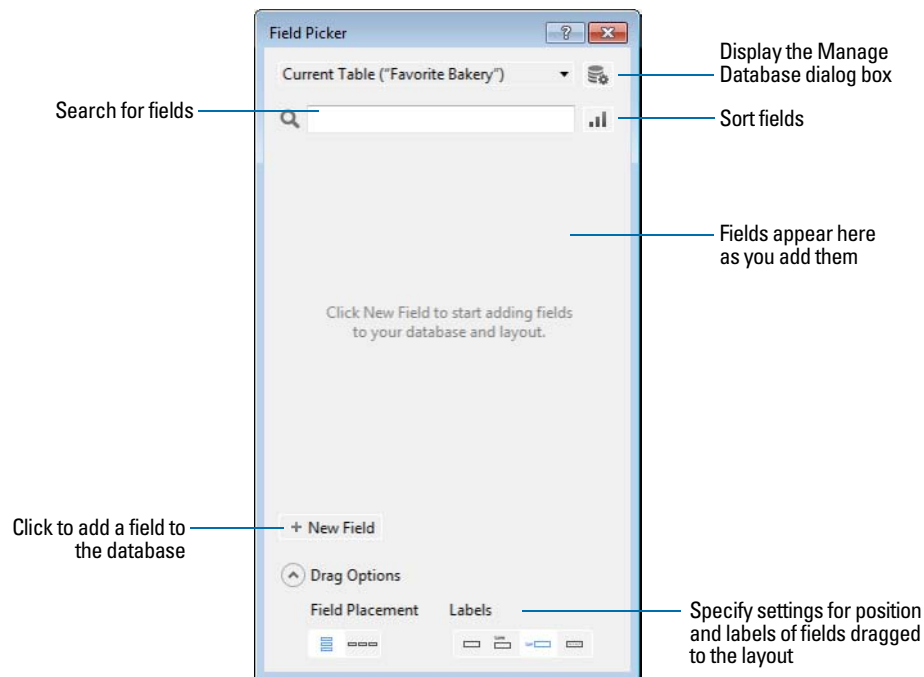 Field Picker
?
Current Table ("Favorite Bakery")
Display the Manage
Database dialog box
Search for fields
Sort fields
Fields appear here
as you add them
Click New Field to start adding fields
to your database and layout.
Click to add a field to
the database
+ New Field
Drag Options
Field Placement Labels
Specify settings for position
and labels of fields dragged
to the layout